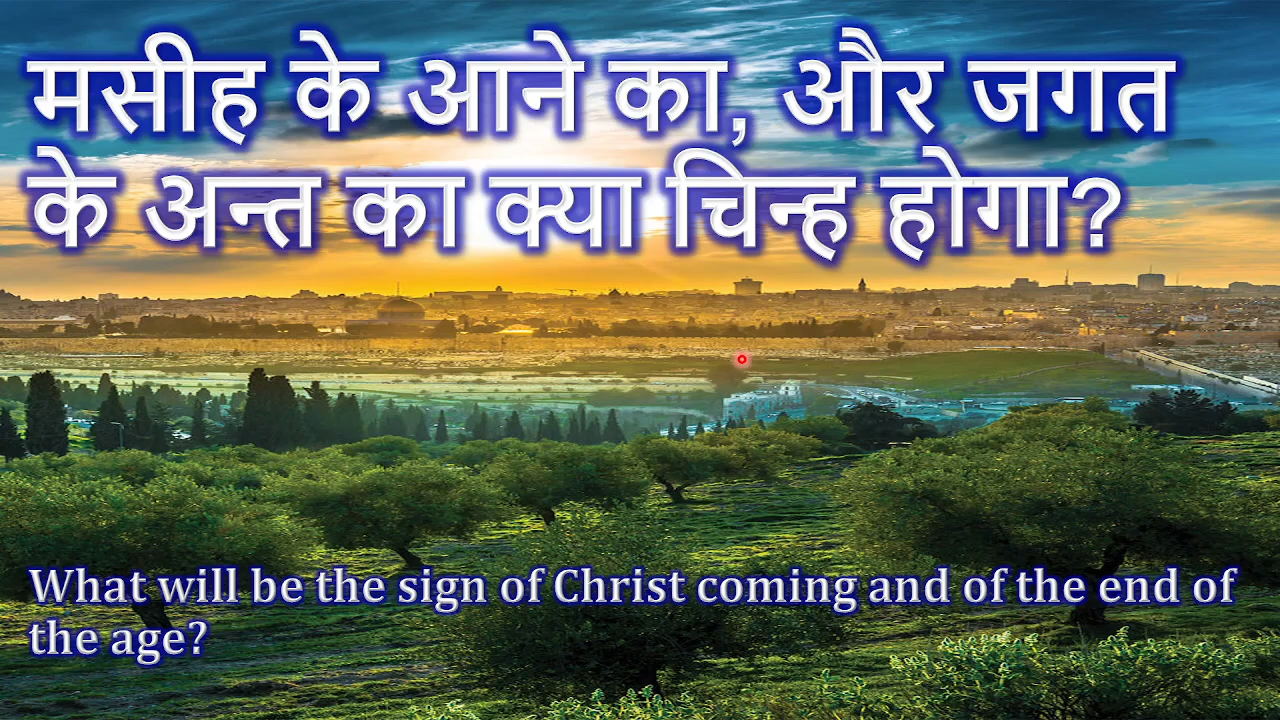 मसीह के आने का, और जगत
के अन्त का क्या चिन्ह होगा?
What will be the sign of Christ coming and of the end of
the age?